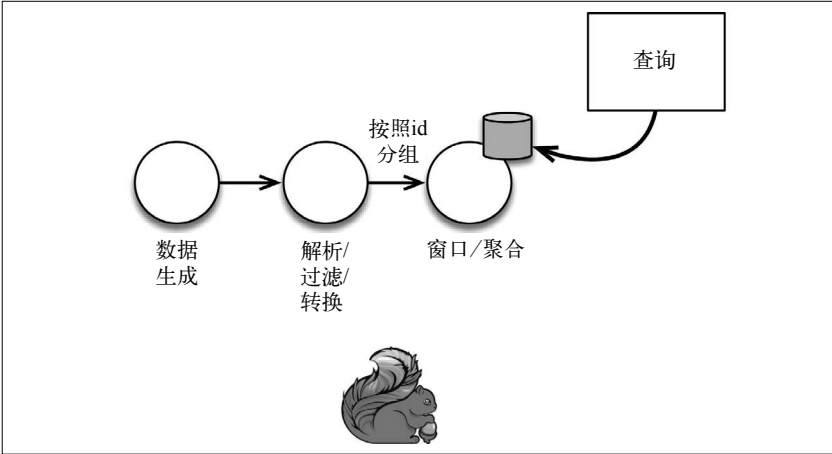 查询
按照id
分组
数据
生成
解析/
过滤/
转换
窗口/聚合